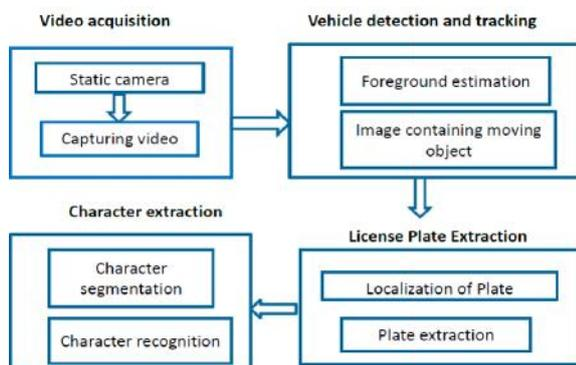 Video acquisition
Static camera
Capturing video
Vehicle detection and tracking
Foreground estimation
Image containing moving
object
License Plate Extraction
Localization of Plate
Plate extraction
Character extraction
Character
segmentation
Character recognition